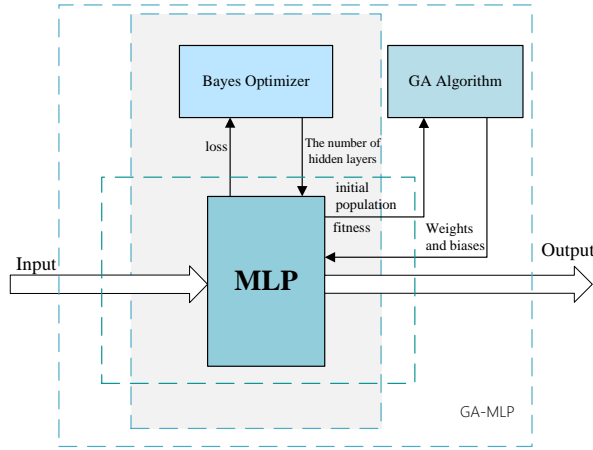 Bayes Optimizer
GA Algorithm
loss
The number of
hidden layers
initial
population
fitness
Weights
and biases
Input
MLP
Output
GA-MLP